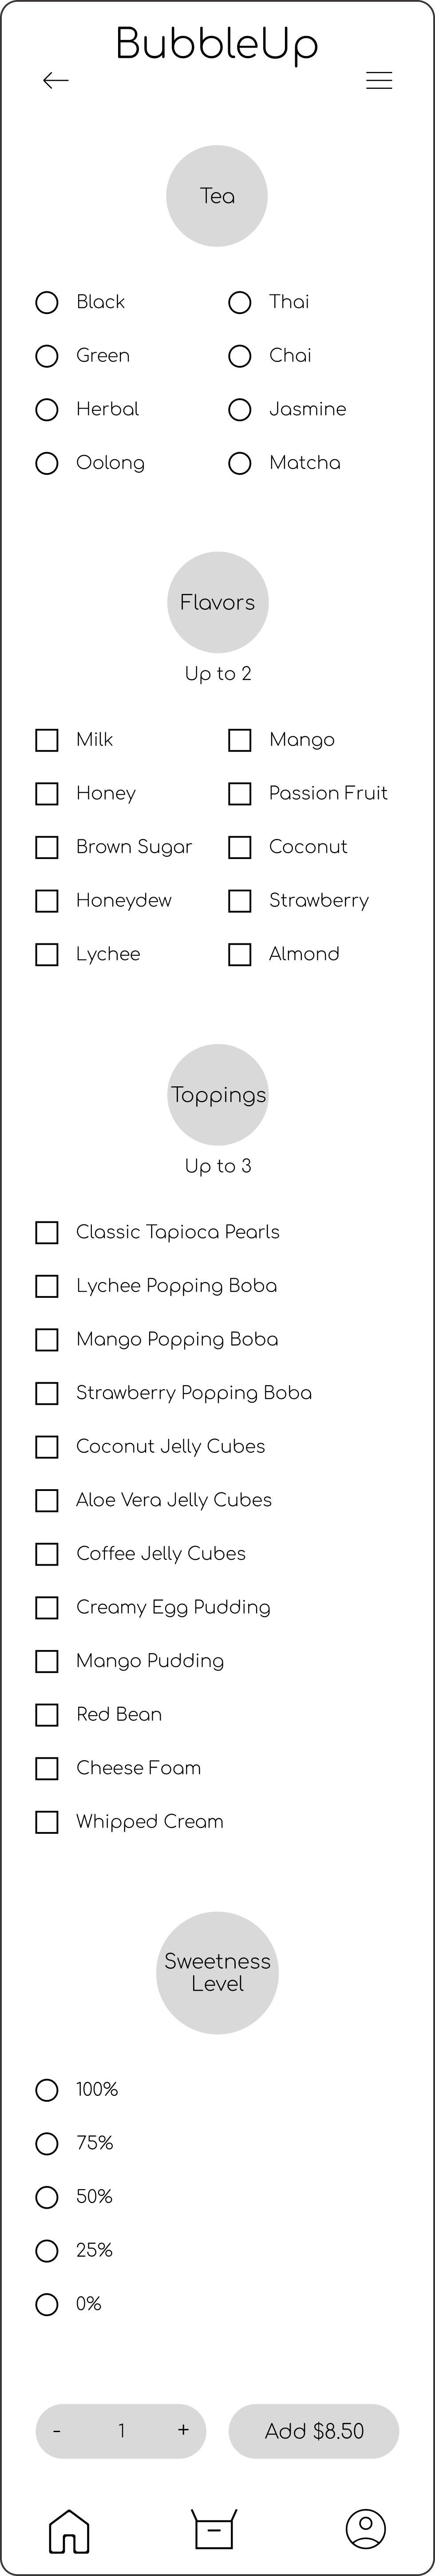 BubbleUp
Tea
Black
Thai
Green
Chai
Herbal
Jasmine
Oolong
Matcha
Flavors
Up to 2
Milk
Mango
Honey
Passion Fruit
Brown Sugar
Coconut
Honeydew
Strawberry
Lychee
Almond
Toppings
Up to 3
Classic Tapioca Pearls
Lychee Popping Boba
Mango Popping Boba
Strawberry Popping Boba
Coconut Jelly Cubes
Aloe Vera Jelly Cubes
Coffee Jelly Cubes
Creamy Egg Pudding
Mango Pudding
Red Bean
Cheese Foam
Whipped Cream
Sweetness
Level
100%
75%
50%
25%
0%
- 1 +
Add $8.50